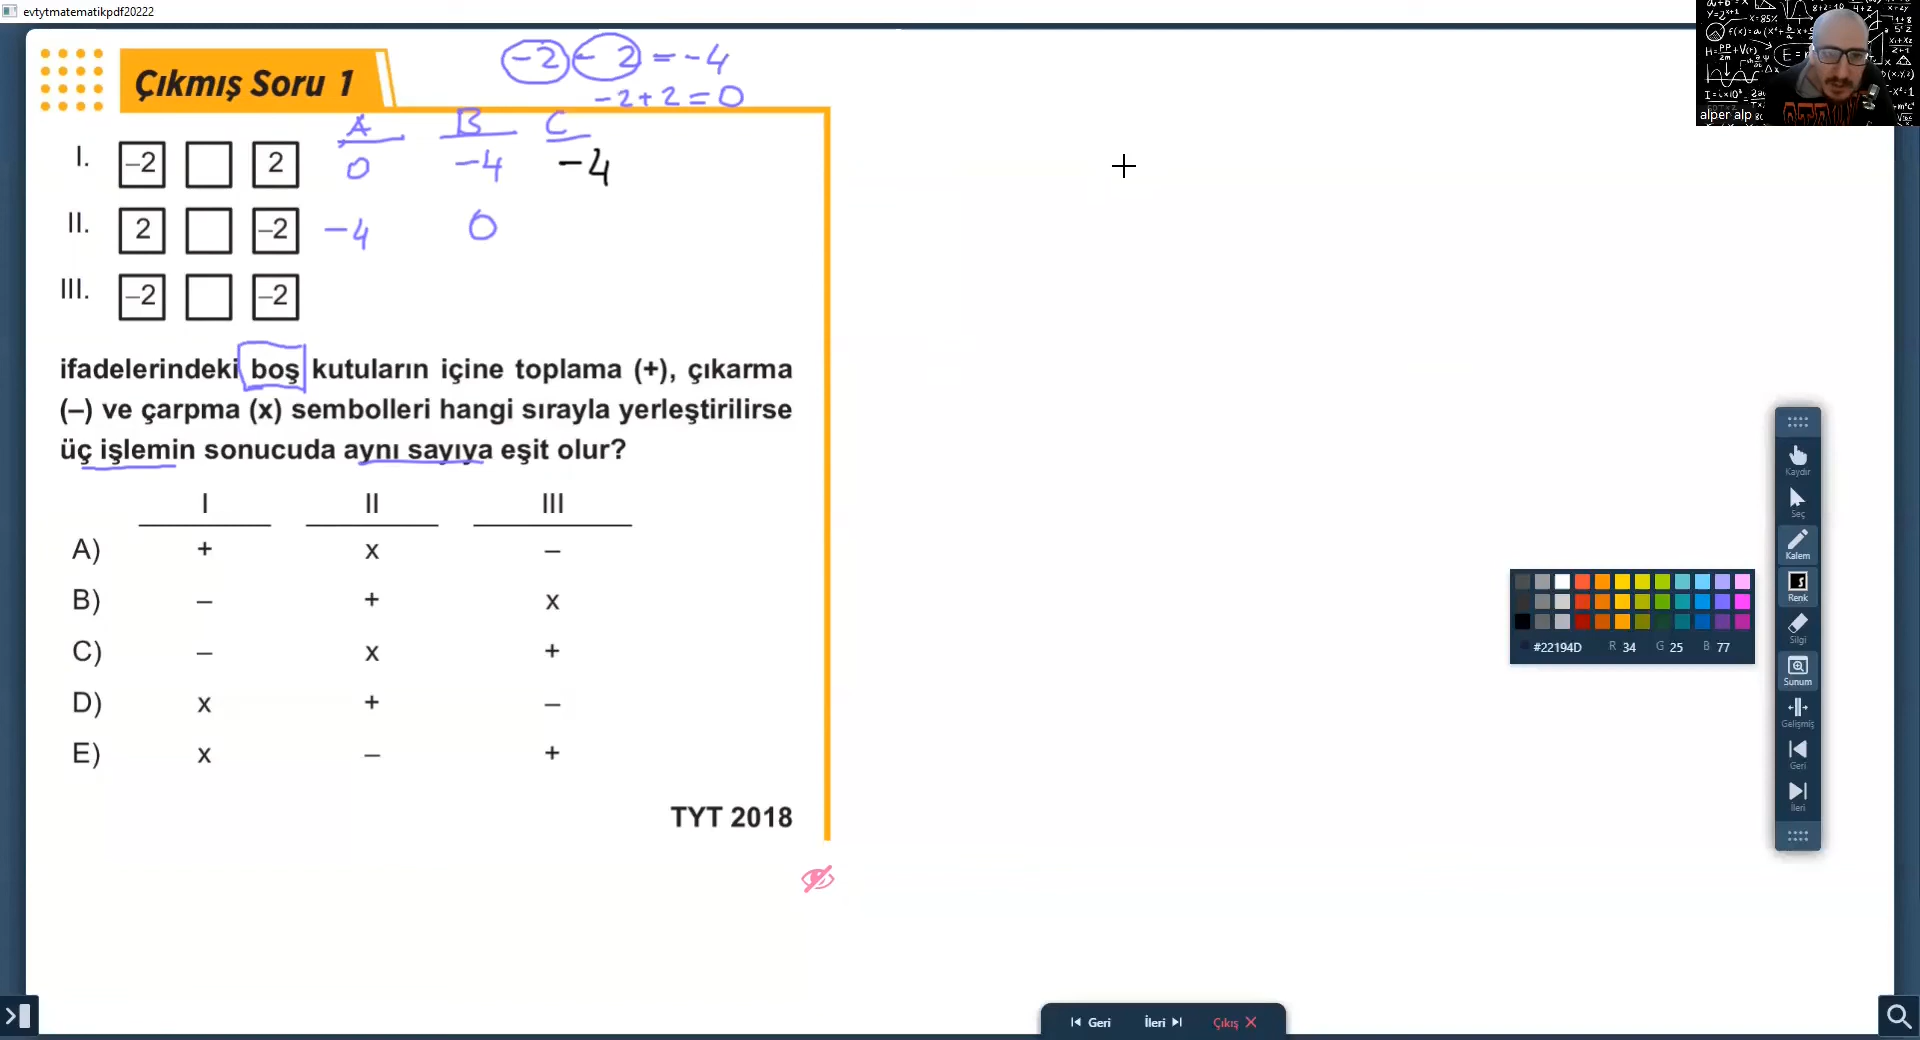 evtytmatematikpdf20222
Çıkmış Soru 1
-2 - 2 = -4
-2 + 2 = 0
A B C
I. –2 2 0 -4 -4
II. 2 –2 -4 0
III. –2 –2
ifadelerindeki boş kutuların içine toplama (+), çıkarma
(–) ve çarpma (x) sembolleri hangi sırayla yerleştirilirse
üç işlemin sonucuda aynı sayıya eşit olur?
I II III
A) + x –
B) – + x
C) – x +
D) x + –
E) x – +
TYT 2018
alper alp
Kaydır
Seç
Kalem
Renk
Silgi
Sunum
Gelişmiş
Geri
İleri
#22194D R 34 G 25 B 77
Geri İleri Çıkış